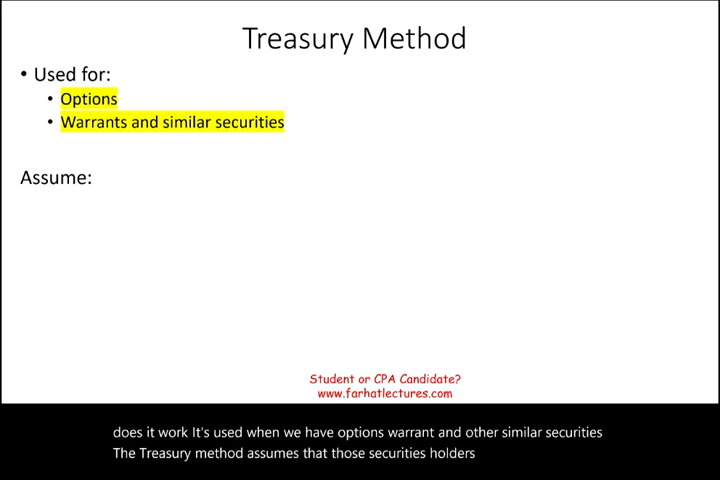 Treasury Method
• Used for:
• Options
• Warrants and similar securities
Assume:
Student or CPA Candidate?
www.farhatlectures.com
does it work It's used when we have options warrant and other similar securities
The Treasury method assumes that those securities holders